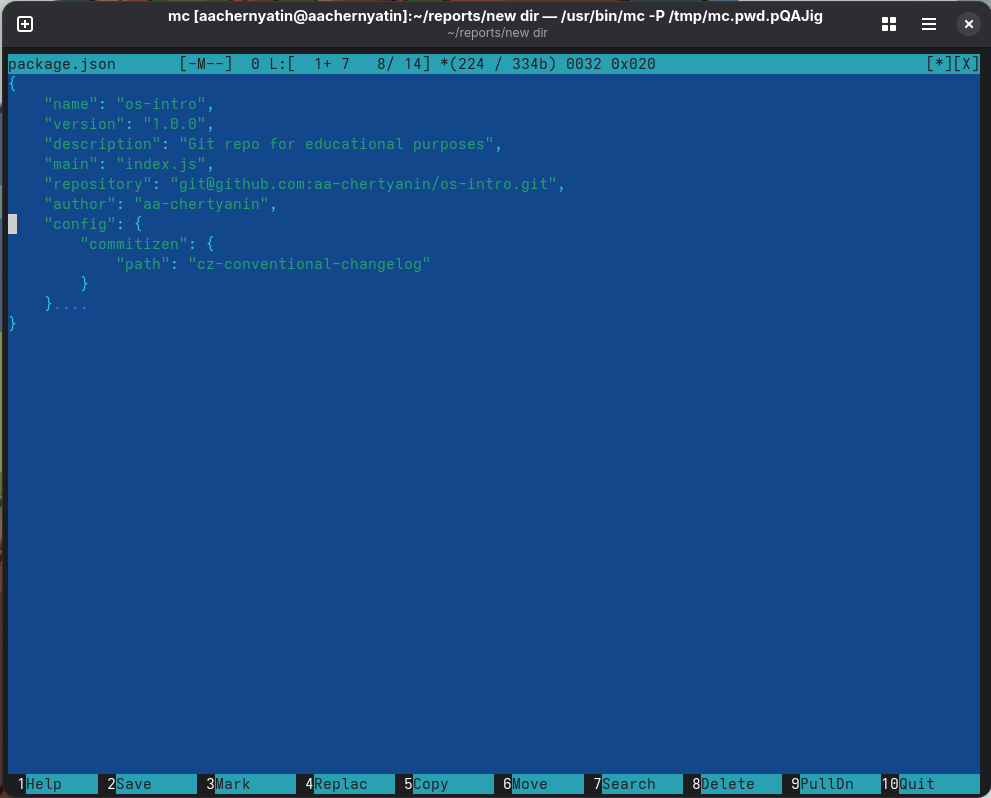 mc [aachernyatin@aachernyatin]:~/reports/new dir — /usr/bin/mc -P /tmp/mc.pwd.pQAJig
~/reports/new dir
package.json       [-M--]  0 L:[  1+ 7   8/ 14] *(224 / 334b) 0032 0x020                              [*][X]
{
    "name": "os-intro",
    "version": "1.0.0",
    "description": "Git repo for educational purposes",
    "main": "index.js",
    "repository": "git@github.com:aa-chertyanin/os-intro.git",
    "author": "aa-chertyanin",
    "config": {
        "commitizen": {
            "path": "cz-conventional-changelog"
        }
    }....
}
1Help 2Save 3Mark 4Replac 5Copy 6Move 7Search 8Delete 9PullDn 10Quit